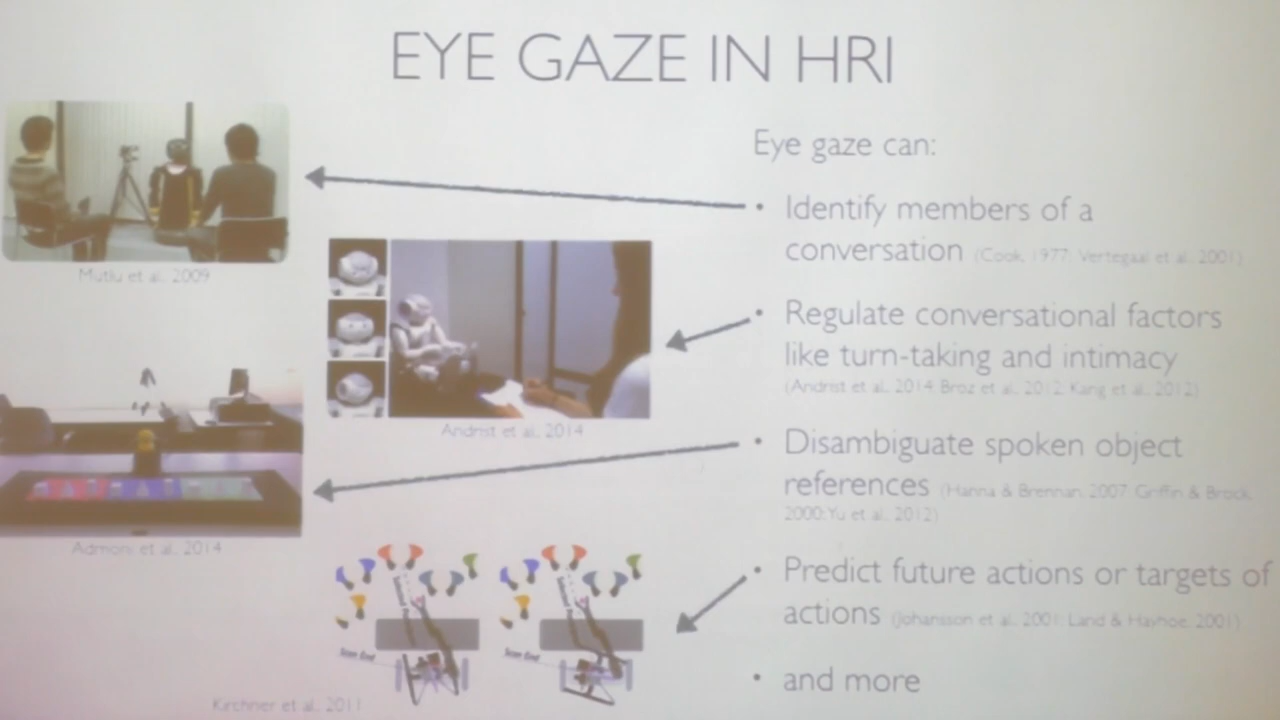 EYE GAZE IN HRI
Eye gaze can:
• Identify members of a
conversation (Cook, 1977; Vertegaal et al., 2001)
• Regulate conversational factors
like turn-taking and intimacy
(Andrist et al., 2014; Broz et al., 2012; Kang et al., 2012)
• Disambiguate spoken object
references (Hanna & Brennan, 2007; Griffin & Bock,
2000; Yu et al., 2012)
• Predict future actions or targets of
actions (Johansson et al., 2001; Land & Hayhoe, 2001)
• and more
Mutlu et al., 2009
Andrist et al., 2014
Admoni et al., 2014
Scan End
Scan End
Kirchner et al., 2011